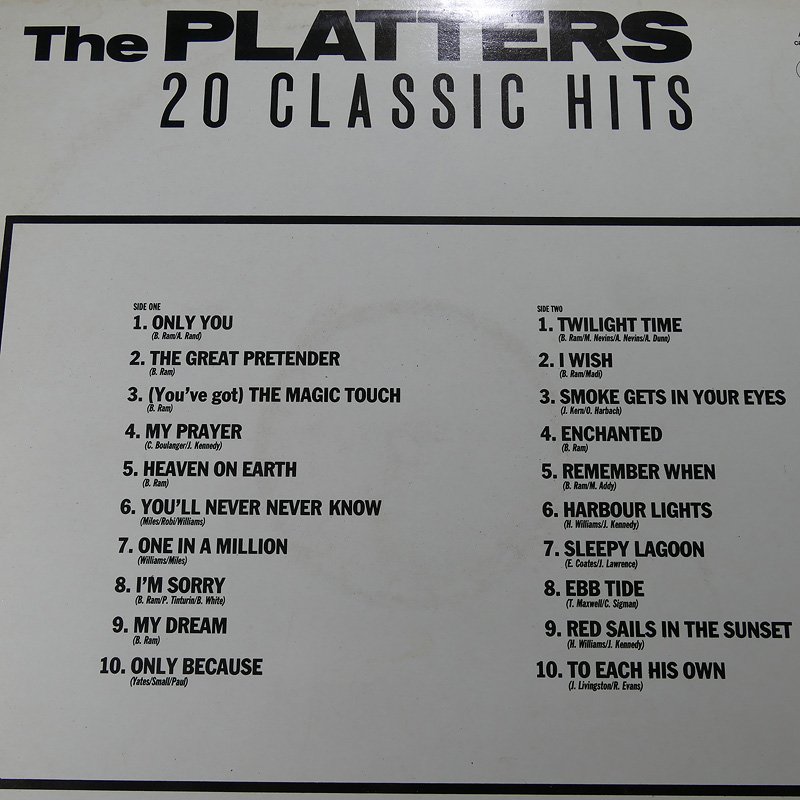 The PLATTERS
20 CLASSIC HITS
SIDE ONE
1. ONLY YOU
(B. Ram/A. Rand)
2. THE GREAT PRETENDER
(B. Ram)
3. (You've got) THE MAGIC TOUCH
(B. Ram)
4. MY PRAYER
(C. Boulanger/J. Kennedy)
5. HEAVEN ON EARTH
(B. Ram)
6. YOU'LL NEVER NEVER KNOW
(Miles/Robi/Williams)
7. ONE IN A MILLION
(Williams/Miles)
8. I'M SORRY
(B. Ram/P. Tinturin/B. White)
9. MY DREAM
(B. Ram)
10. ONLY BECAUSE
(Yates/Small/Paul)
SIDE TWO
1. TWILIGHT TIME
(B. Ram/M. Nevins/A. Nevins/A. Dunn)
2. I WISH
(B. Ram/Madi)
3. SMOKE GETS IN YOUR EYES
(J. Kern/O. Harbach)
4. ENCHANTED
(B. Ram)
5. REMEMBER WHEN
(B. Ram/M. Addy)
6. HARBOUR LIGHTS
(H. Williams/J. Kennedy)
7. SLEEPY LAGOON
(E. Coates/J. Lawrence)
8. EBB TIDE
(T. Maxwell/C. Sigman)
9. RED SAILS IN THE SUNSET
(H. Williams/J. Kennedy)
10. TO EACH HIS OWN
(J. Livingston/R. Evans)